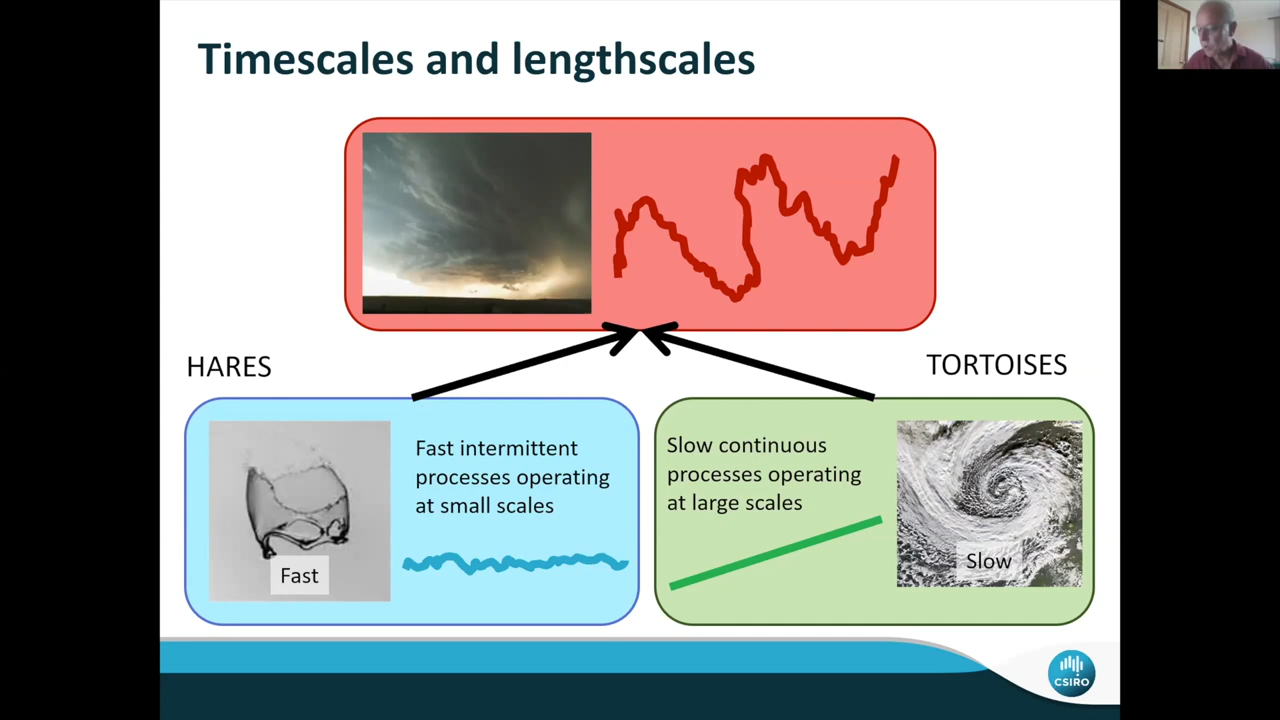 Timescales and lengthscales
HARES
TORTOISES
Fast intermittent
processes operating
at small scales
Fast
Slow continuous
processes operating
at large scales
Slow
CSIRO